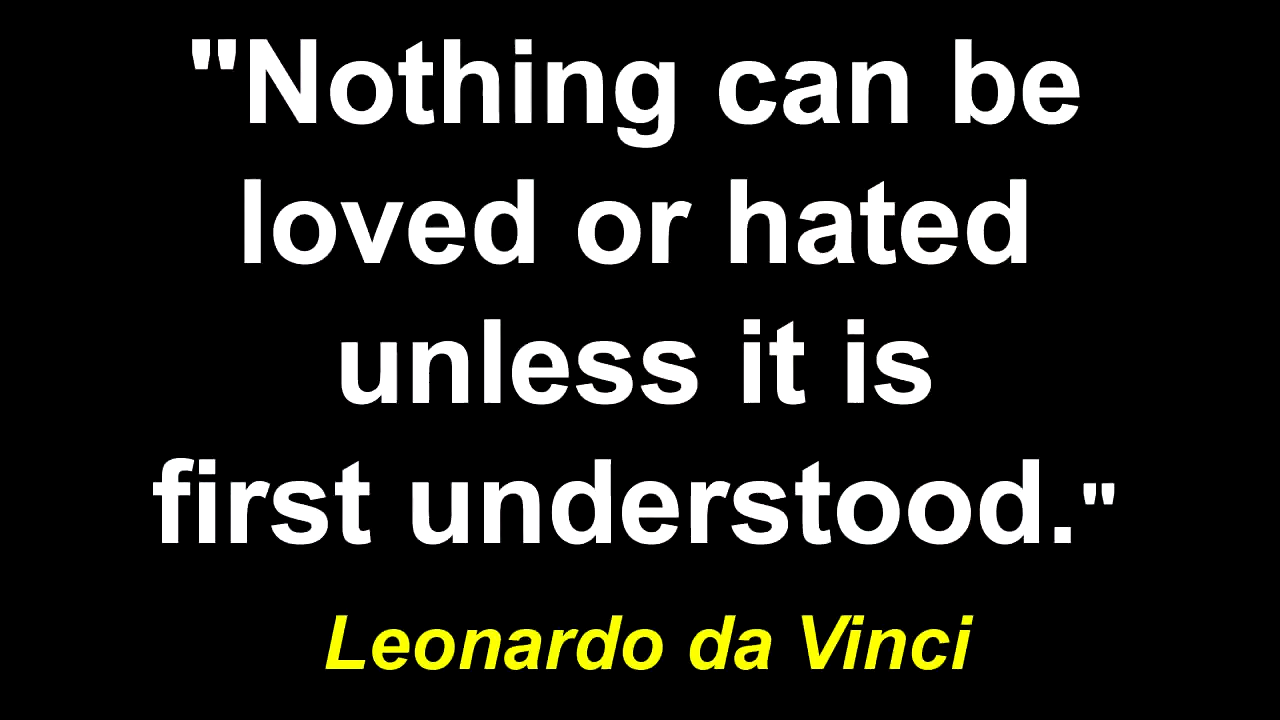 "Nothing can be
loved or hated
unless it is
first understood."
Leonardo da Vinci